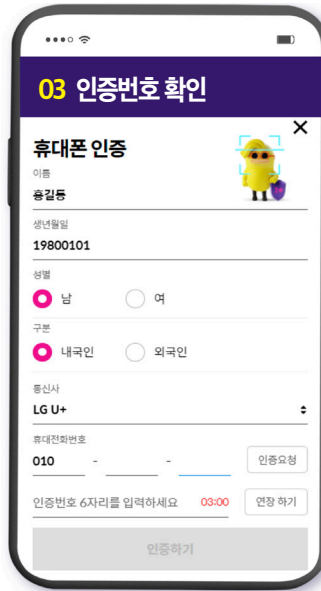 03 인증번호 확인
휴대폰 인증
이름
홍길동
생년월일
19800101
성별
남 여
구분
내국인 외국인
통신사
LG U+
휴대전화번호
010 - - 인증요청
인증번호 6자리를 입력하세요 03:00 연장 하기
인증하기